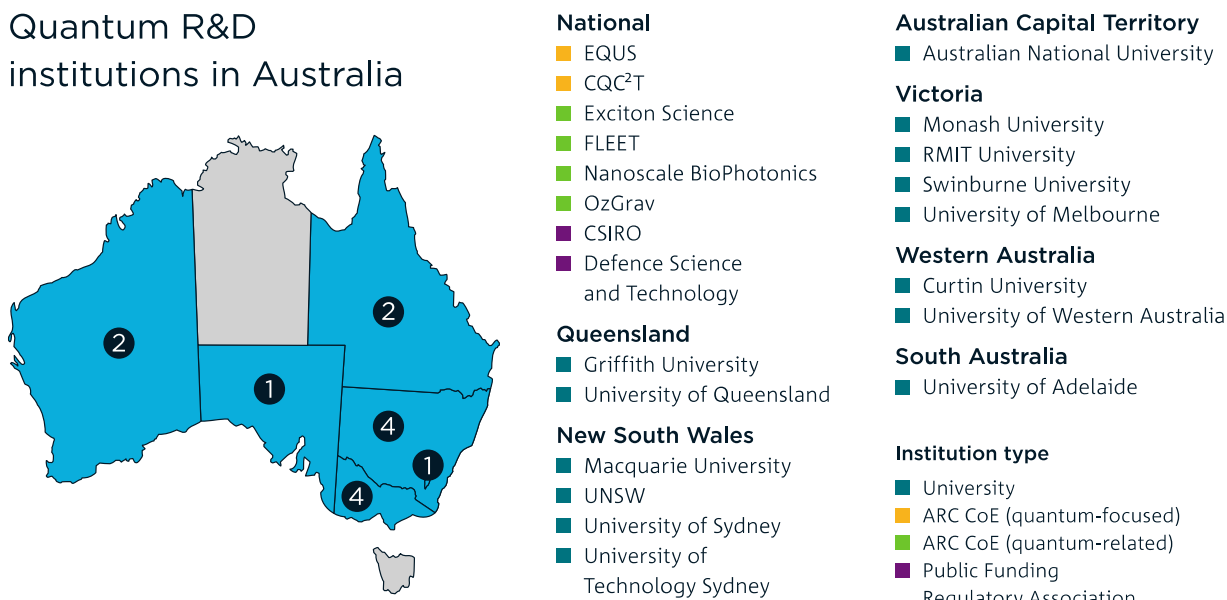 Quantum R&D
institutions in Australia
2
2
1
4
1
4
National
EQUS
CQC²T
Exciton Science
FLEET
Nanoscale BioPhotonics
OzGrav
CSIRO
Defence Science
and Technology
Queensland
Griffith University
University of Queensland
New South Wales
Macquarie University
UNSW
University of Sydney
University of
Technology Sydney
Australian Capital Territory
Australian National University
Victoria
Monash University
RMIT University
Swinburne University
University of Melbourne
Western Australia
Curtin University
University of Western Australia
South Australia
University of Adelaide
Institution type
University
ARC CoE (quantum-focused)
ARC CoE (quantum-related)
Public Funding
Regulatory Association